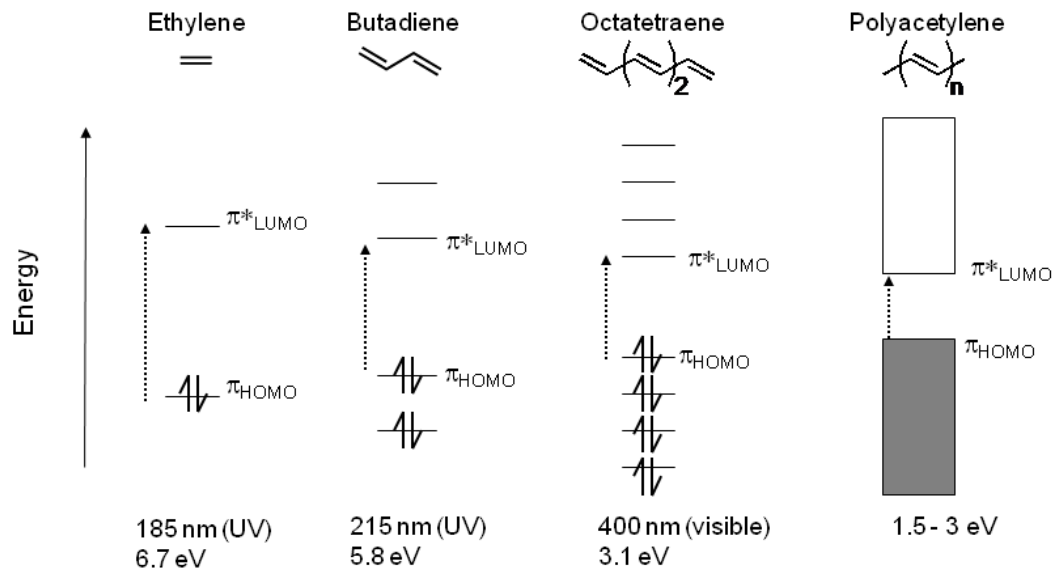 Ethylene
Butadiene
Octatetraene
Polyacetylene
2
n
Energy
π*LUMO
π*LUMO
π*LUMO
π*LUMO
πHOMO
πHOMO
πHOMO
πHOMO
185 nm (UV)
6.7 eV
215 nm (UV)
5.8 eV
400 nm (visible)
3.1 eV
1.5 - 3 eV